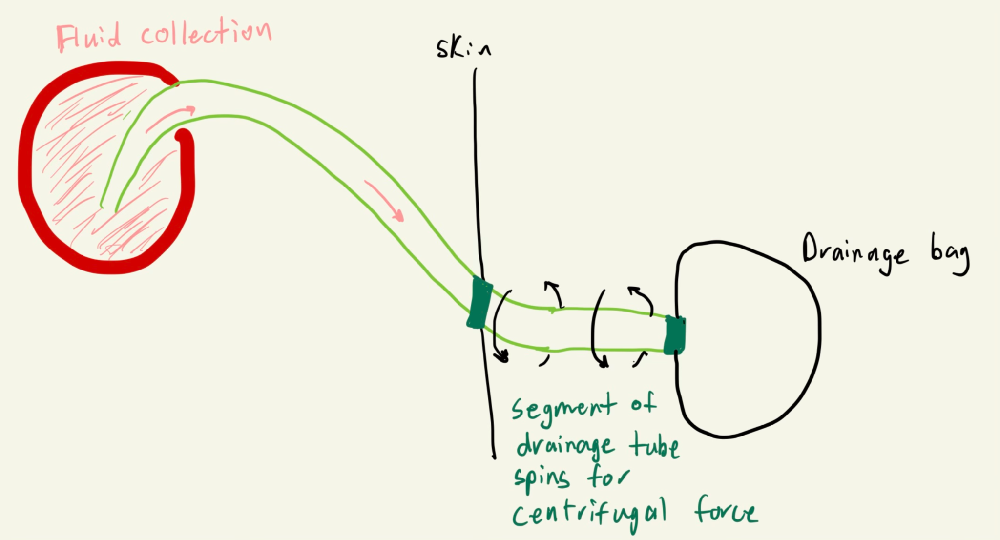 Fluid collection
skin
Drainage bag
segment of
drainage tube
spins for
centrifugal force